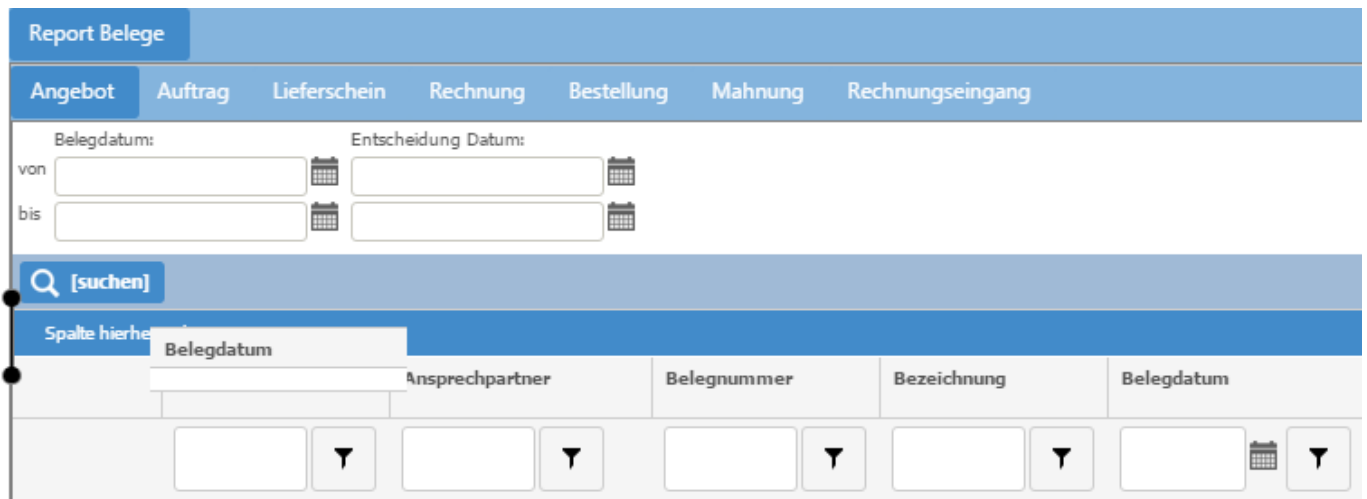 Report Belege
Angebot Auftrag Lieferschein Rechnung Bestellung Mahnung Rechnungseingang
Belegdatum: Entscheidung Datum:
von
bis
[suchen]
Spalte
Belegdatum
Ansprechpartner Belegnummer Bezeichnung Belegdatum